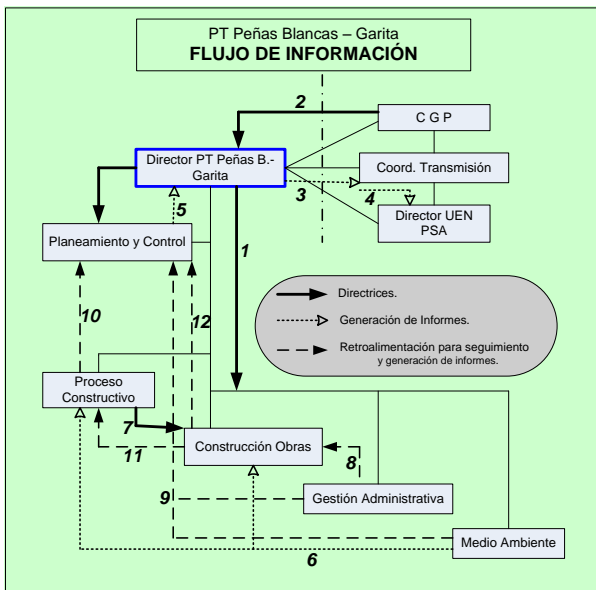 PT Peñas Blancas – Garita
FLUJO DE INFORMACIÓN
2
C G P
Director PT Peñas B.-
Garita
Coord. Transmisión
3
4
5
Director UEN
PSA
Planeamiento y Control
1
10
12
Directrices.
Generación de Informes.
Retroalimentación para seguimiento
y generación de informes.
Proceso
Constructivo
7
Construcción Obras
11
8
9
Gestión Administrativa
Medio Ambiente
6